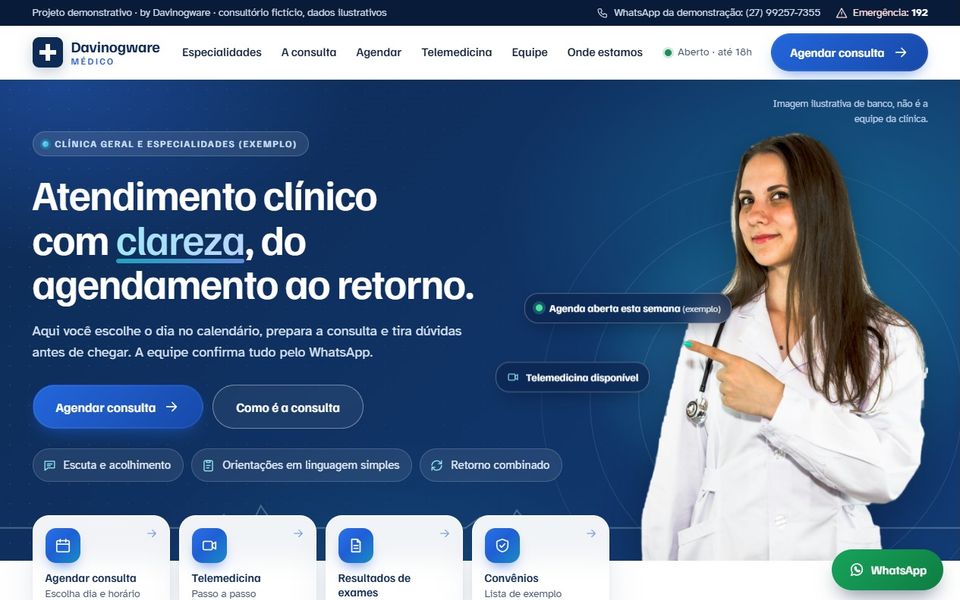 Projeto demonstrativo · by Davinogware · consultório fictício, dados ilustrativos
WhatsApp da demonstração: (27) 99257-7355
Emergência: 192
Davinogware
MÉDICO
Especialidades
A consulta
Agendar
Telemedicina
Equipe
Onde estamos
Aberto · até 18h
Agendar consulta
Imagem ilustrativa de banco, não é a
equipe da clínica.
CLÍNICA GERAL E ESPECIALIDADES (EXEMPLO)
Atendimento clínico
com clareza, do
agendamento ao retorno.
Aqui você escolhe o dia no calendário, prepara a consulta e tira dúvidas
antes de chegar. A equipe confirma tudo pelo WhatsApp.
Agenda aberta esta semana (exemplo)
Telemedicina disponível
Agendar consulta
Como é a consulta
Escuta e acolhimento
Orientações em linguagem simples
Retorno combinado
Agendar consulta
Escolha dia e horário
Telemedicina
Passo a passo
Resultados de
exames
Convênios
Lista de exemplo
WhatsApp